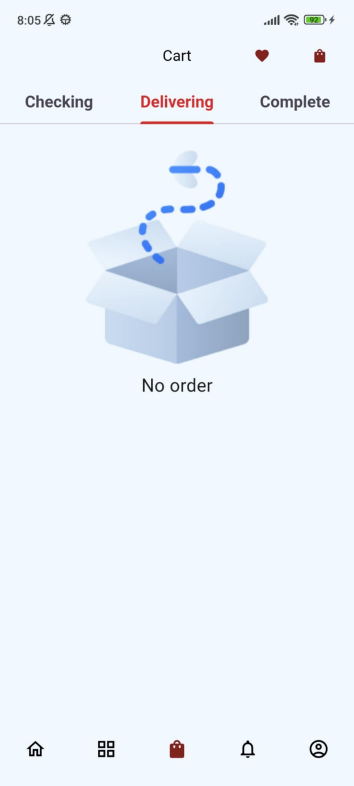 8:05
92
Cart
Checking
Delivering
Complete
No order